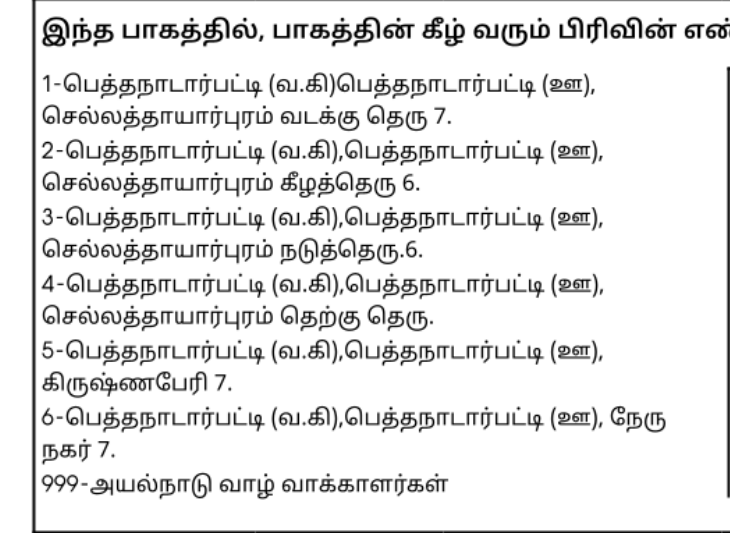 இந்த பாகத்தில், பாகத்தின் கீழ் வரும் பிரிவின் எண்
1-பெத்தநாடார்பட்டி (வ.கி)பெத்தநாடார்பட்டி (ஊ),
செல்லத்தாயார்புரம் வடக்கு தெரு 7.
2-பெத்தநாடார்பட்டி (வ.கி),பெத்தநாடார்பட்டி (ஊ),
செல்லத்தாயார்புரம் கீழத்தெரு 6.
3-பெத்தநாடார்பட்டி (வ.கி),பெத்தநாடார்பட்டி (ஊ),
செல்லத்தாயார்புரம் நடுத்தெரு.6.
4-பெத்தநாடார்பட்டி (வ.கி),பெத்தநாடார்பட்டி (ஊ),
செல்லத்தாயார்புரம் தெற்கு தெரு.
5-பெத்தநாடார்பட்டி (வ.கி),பெத்தநாடார்பட்டி (ஊ),
கிருஷ்ணபேரி 7.
6-பெத்தநாடார்பட்டி (வ.கி),பெத்தநாடார்பட்டி (ஊ), நேரு
நகர் 7.
999-அயல்நாடு வாழ் வாக்காளர்கள்